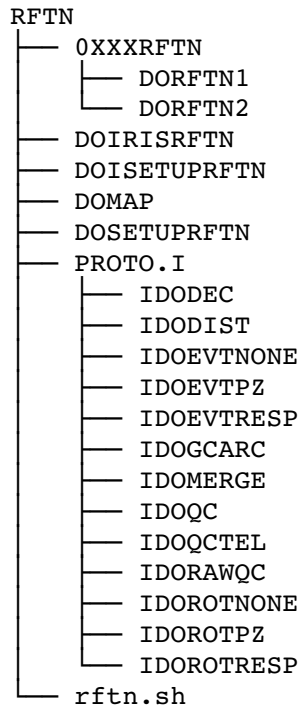 RFTN
├── 0XXXRFTN
│   ├── DORFTN1
│   └── DORFTN2
├── DOIRISRFTN
├── DOISETUPRFTN
├── DOMAP
├── DOSETUPRFTN
├── PROTO.I
│   ├── IDODEC
│   ├── IDODIST
│   ├── IDOEVTNONE
│   ├── IDOEVTPZ
│   ├── IDOEVTRESP
│   ├── IDOGCARC
│   ├── IDOMERGE
│   ├── IDOQC
│   ├── IDOQCTEL
│   ├── IDORAWQC
│   ├── IDOROTNONE
│   ├── IDOROTPZ
│   └── IDOROTRESP
└── rftn.sh